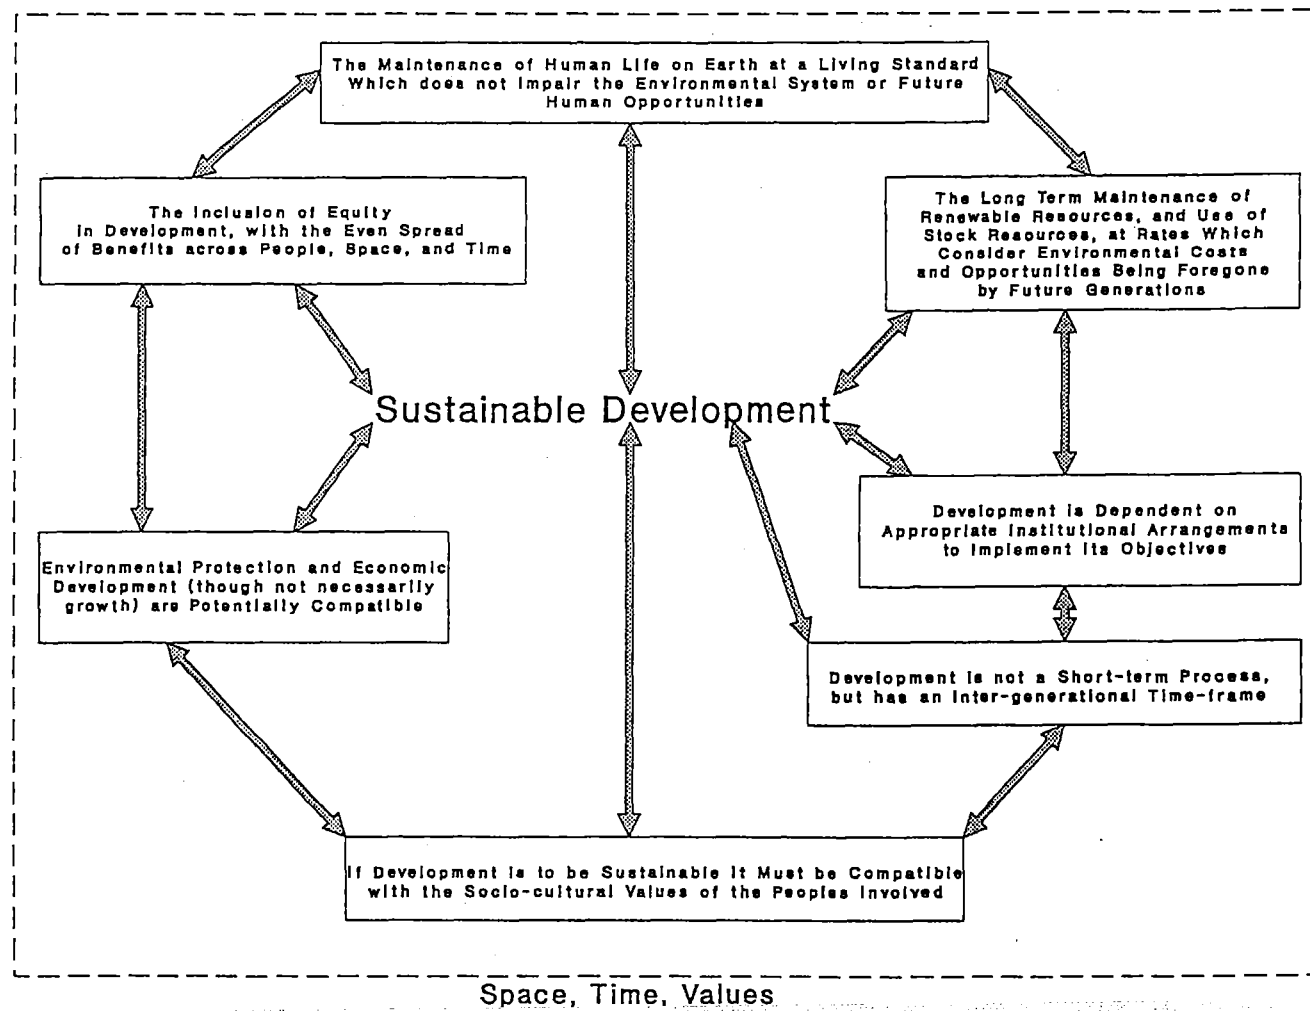 The Maintenance of Human Life on Earth at a Living Standard
Which does not Impair the Environmental System or Future
Human Opportunities
The Inclusion of Equity
in Development, with the Even Spread
of Benefits across People, Space, and Time
The Long Term Maintenance of
Renewable Resources, and Use of
Stock Resources, at Rates Which
Consider Environmental Costs
and Opportunities Being Foregone
by Future Generations
Sustainable Development
Environmental Protection and Economic
Development (though not necessarily
growth) are Potentially Compatible
Development is Dependent on
Appropriate Institutional Arrangements
to Implement its Objectives
Development is not a Short-term Process,
but has an Inter-generational Time-frame
If Development is to be Sustainable it Must be Compatible
with the Socio-cultural Values of the Peoples Involved
Space, Time, Values